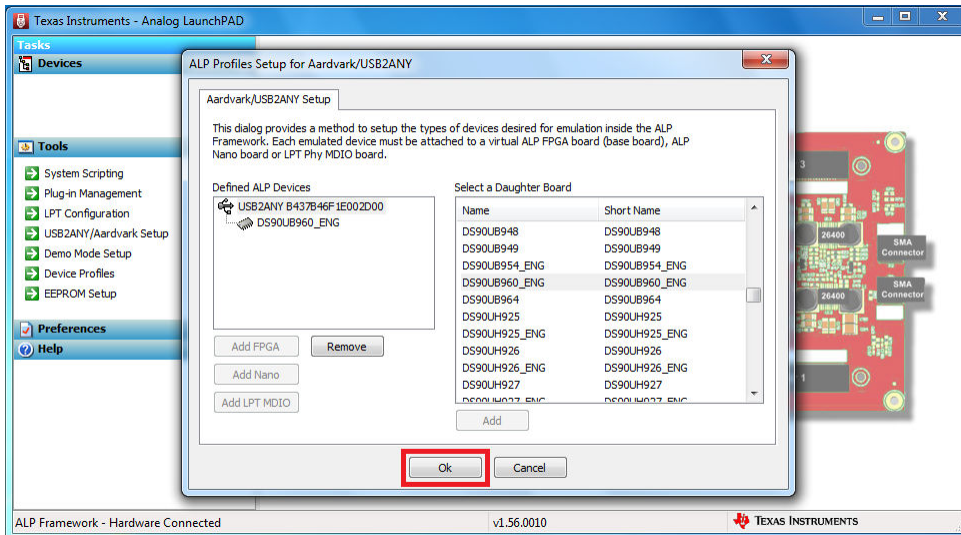 Texas Instruments - Analog LaunchPAD
Tasks
Devices
Tools
System Scripting
Plug-in Management
LPT Configuration
USB2ANY/Aardvark Setup
Demo Mode Setup
Device Profiles
EEPROM Setup
Preferences
Help
ALP Profiles Setup for Aardvark/USB2ANY
Aardvark/USB2ANY Setup
This dialog provides a method to setup the types of devices desired for emulation inside the ALP
Framework. Each emulated device must be attached to a virtual ALP FPGA board (base board), ALP
Nano board or LPT Phy MDIO board.
Defined ALP Devices
USB2ANY B437B46F1E002D00
DS90UB960_ENG
Add FPGA
Remove
Add Nano
Add LPT MDIO
Select a Daughter Board
Name Short Name
DS90UB948 DS90UB948
DS90UB949 DS90UB949
DS90UB954_ENG DS90UB954_ENG
DS90UB960_ENG DS90UB960_ENG
DS90UB964 DS90UB964
DS90UH925 DS90UH925
DS90UH925_ENG DS90UH925_ENG
DS90UH926 DS90UH926
DS90UH926_ENG DS90UH926_ENG
DS90UH927 DS90UH927
DS90UH927_ENG DS90UH927_ENG
Add
Ok
Cancel
3
26400
SMA
Connector
SMA
Connector
26400
1
ALP Framework - Hardware Connected
v1.56.0010
TEXAS INSTRUMENTS